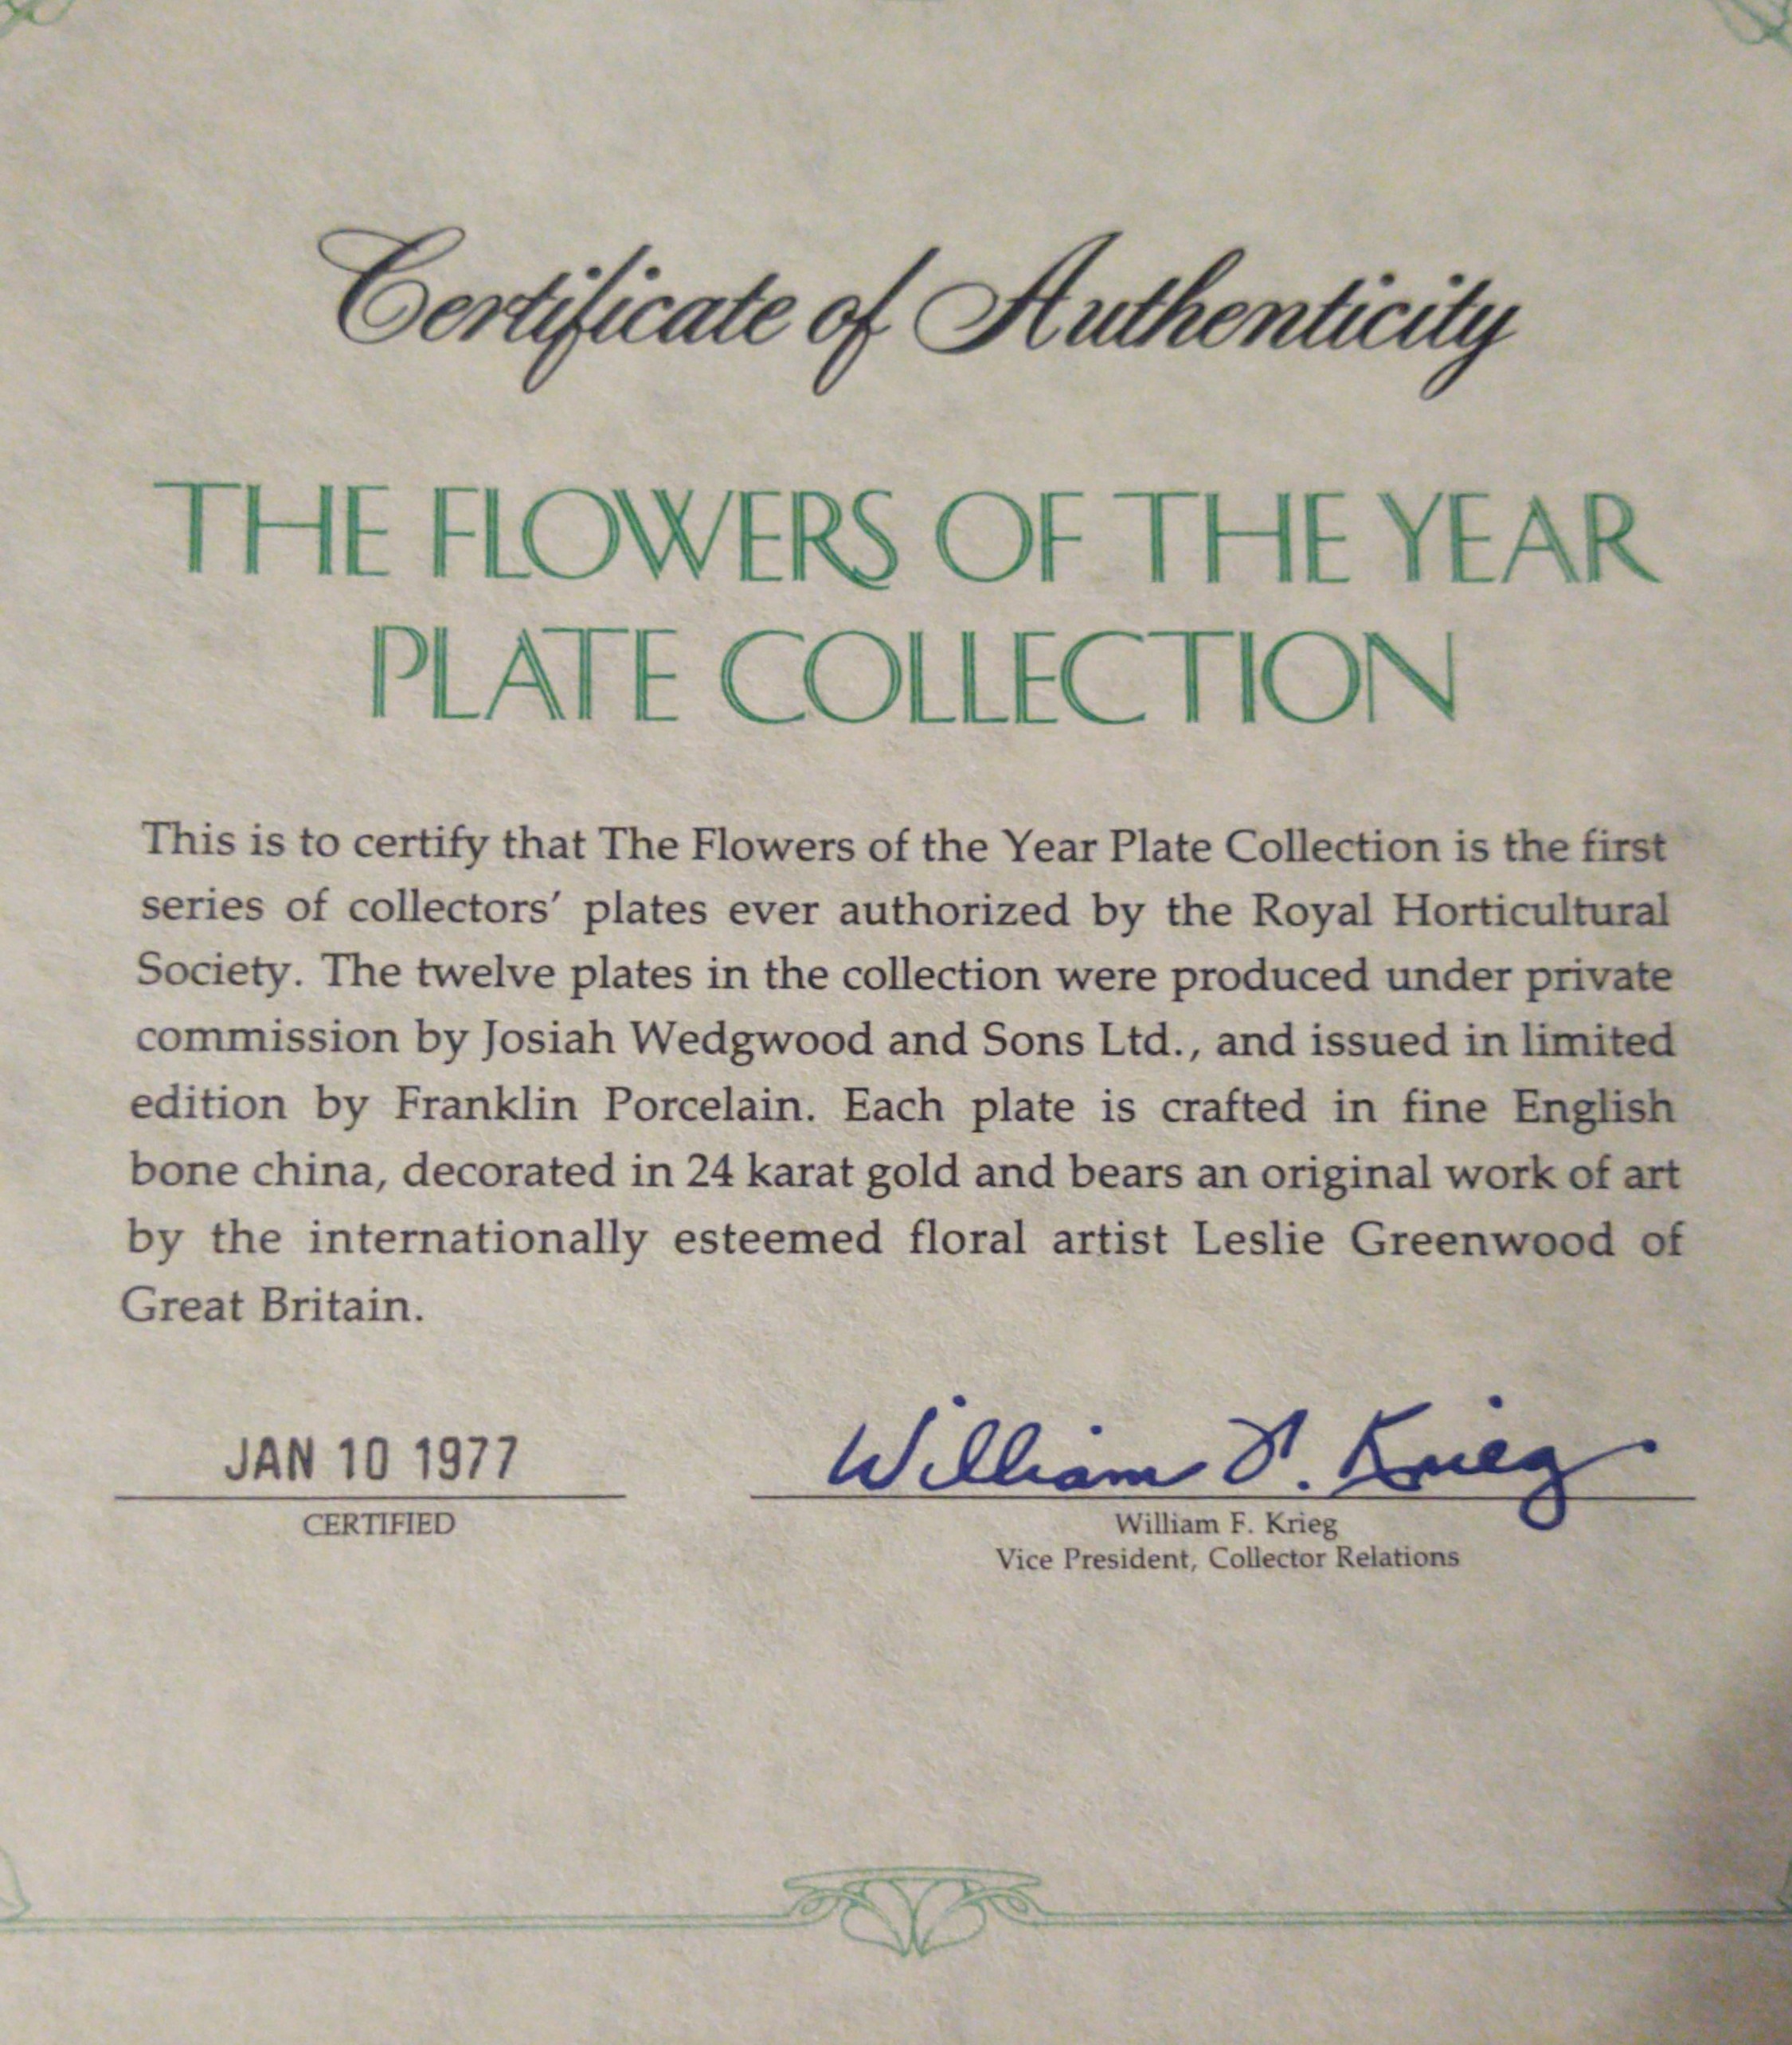 Certificate of Authenticity
THE FLOWERS OF THE YEAR
PLATE COLLECTION
This is to certify that The Flowers of the Year Plate Collection is the first
series of collectors’ plates ever authorized by the Royal Horticultural
Society. The twelve plates in the collection were produced under private
commission by Josiah Wedgwood and Sons Ltd., and issued in limited
edition by Franklin Porcelain. Each plate is crafted in fine English
bone china, decorated in 24 karat gold and bears an original work of art
by the internationally esteemed floral artist Leslie Greenwood of
Great Britain.
JAN 10 1977
CERTIFIED
William F. Krieg
William F. Krieg
Vice President, Collector Relations